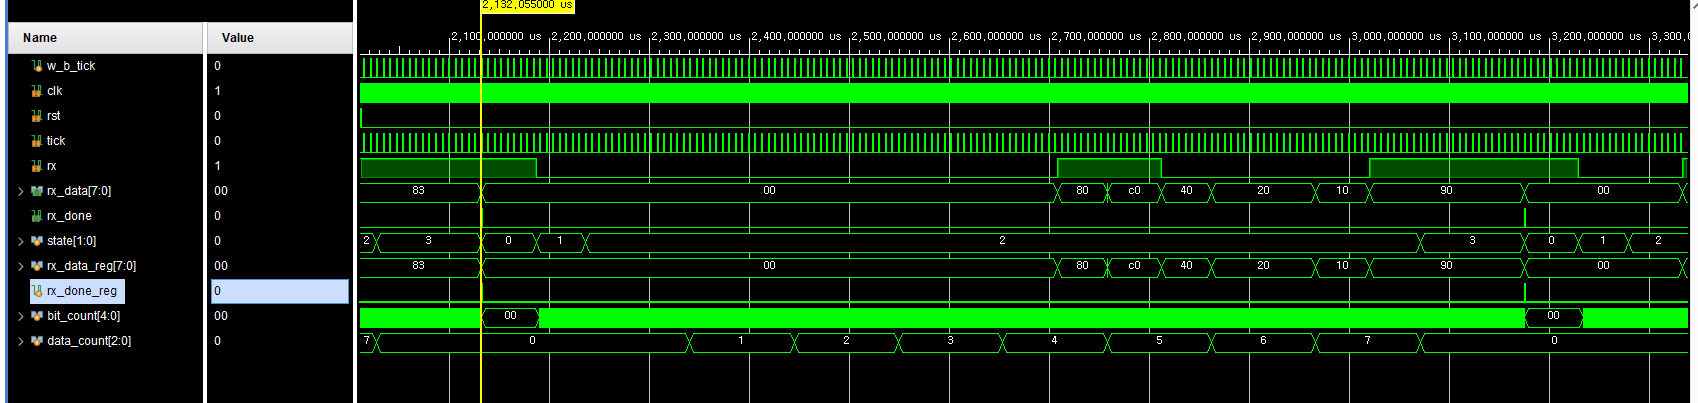 2,132,055000 us
Name Value
2,100,000000 us 2,200,000000 us 2,300,000000 us 2,400,000000 us 2,500,000000 us 2,600,000000 us 2,700,000000 us 2,800,000000 us 2,900,000000 us 3,000,000000 us 3,100,000000 us 3,200,000000 us 3,300,0
w_b_tick 0
clk 1
rst 0
tick 0
rx 1
rx_data[7:0] 00 83 00 80 c0 40 20 10 90 00
rx_done 0
state[1:0] 0 2 3 0 1 2 3 0 1 2
rx_data_reg[7:0] 00 83 00 80 c0 40 20 10 90 00
rx_done_reg 0
bit_count[4:0] 00 00 00
data_count[2:0] 0 7 0 1 2 3 4 5 6 7 0